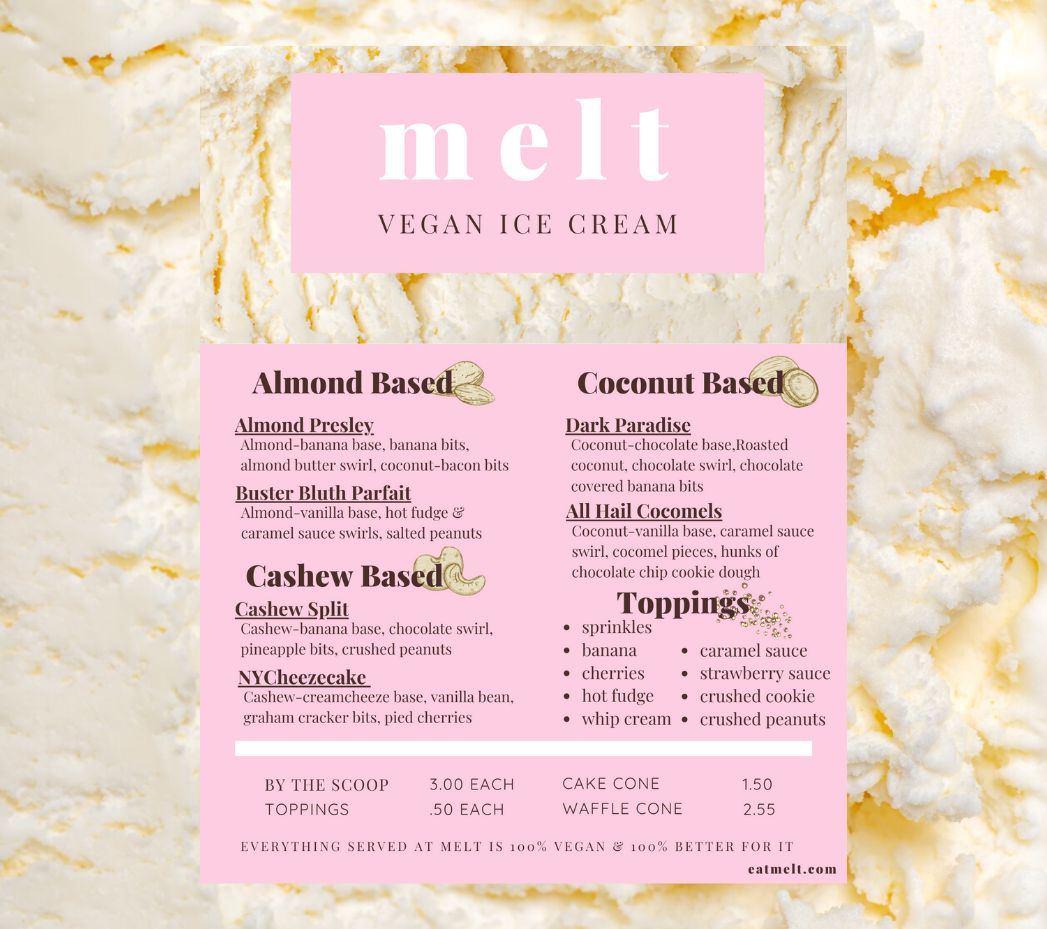 melt
VEGAN ICE CREAM
Almond Based
Almond Presley
Almond-banana base, banana bits,
almond butter swirl, coconut-bacon bits
Buster Bluth Parfait
Almond-vanilla base, hot fudge &
caramel sauce swirls, salted peanuts
Cashew Based
Cashew Split
Cashew-banana base, chocolate swirl,
pineapple bits, crushed peanuts
NYCheezecake
Cashew-creamcheeze base, vanilla bean,
graham cracker bits, pied cherries
Coconut Based
Dark Paradise
Coconut-chocolate base,Roasted
coconut, chocolate swirl, chocolate
covered banana bits
All Hail Cocomels
Coconut-vanilla base, caramel sauce
swirl, cocomel pieces, hunks of
chocolate chip cookie dough
Toppings
• sprinkles
• banana
• cherries
• hot fudge
• whip cream
• caramel sauce
• strawberry sauce
• crushed cookie
• crushed peanuts
BY THE SCOOP 3.00 EACH
TOPPINGS .50 EACH
CAKE CONE 1.50
WAFFLE CONE 2.55
EVERYTHING SERVED AT MELT IS 100% VEGAN & 100% BETTER FOR IT
eatmelt.com